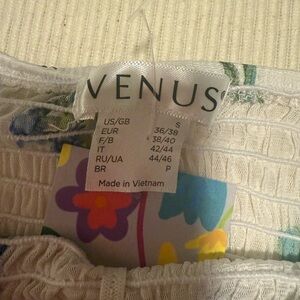 VENUS
US/GB S
EUR 36/38
F/B 38/40
IT 42/44
RU/UA 44/46
BR P
Made in Vietnam